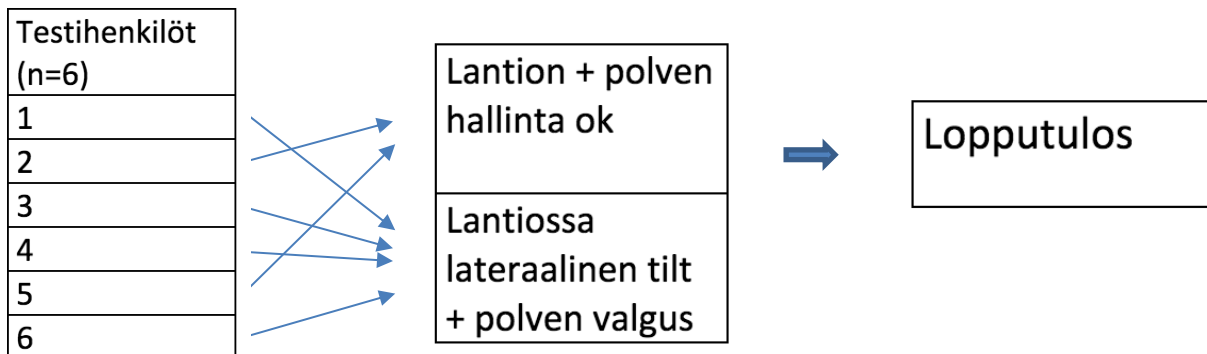 Testihenkilöt
(n=6)
1
2
3
4
5
6
Lantion + polven
hallinta ok
Lantiossa
lateraalinen tilt
+ polven valgus
Lopputulos